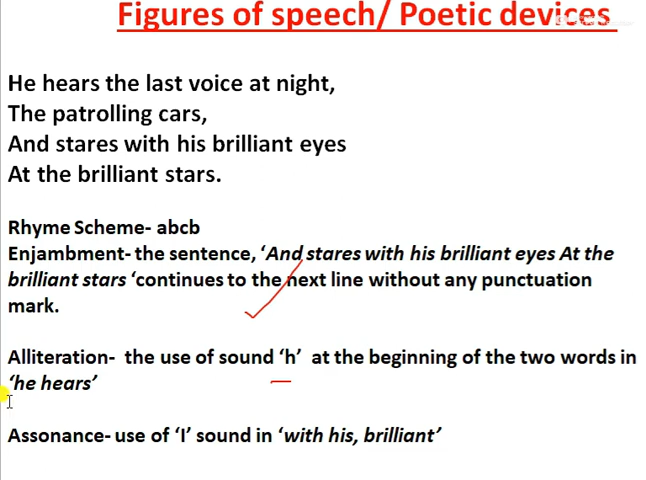 Figures of speech/ Poetic devices
He hears the last voice at night,
The patrolling cars,
And stares with his brilliant eyes
At the brilliant stars.
Rhyme Scheme- abcb
Enjambment- the sentence, ‘And stares with his brilliant eyes At the
brilliant stars ‘continues to the next line without any punctuation
mark.
Alliteration-  the use of sound ‘h’  at the beginning of the two words in
‘he hears’
Assonance- use of ‘I’ sound in ‘with his, brilliant’